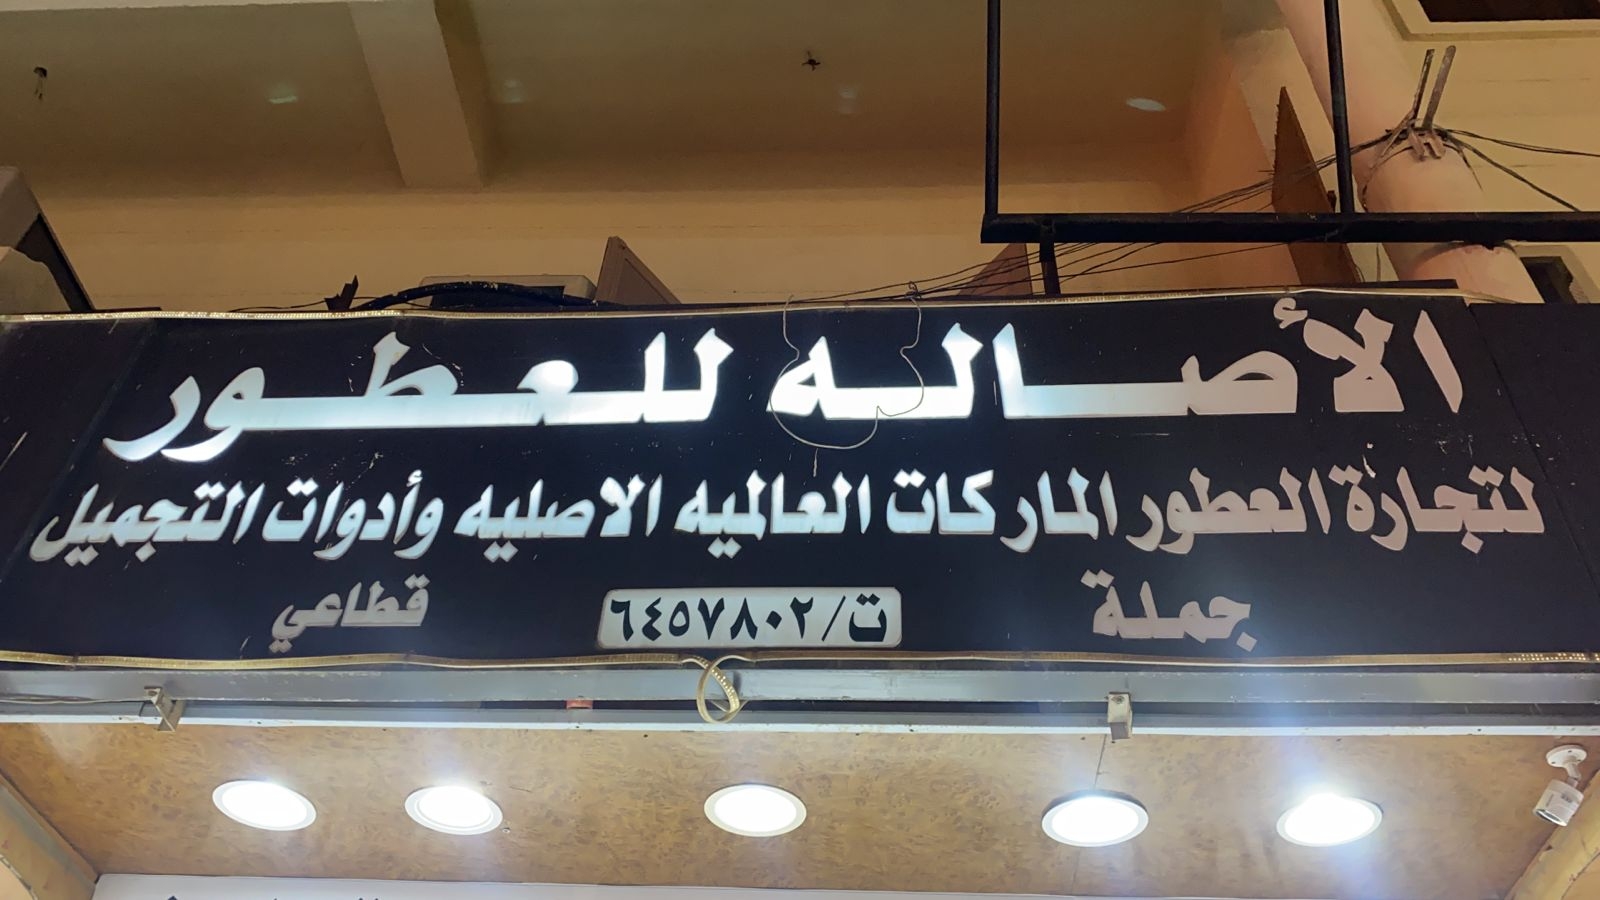 الأصاله للعطور
لتجارة العطور الماركات العالميه الاصليه وأدوات التجميل
جملة ت/٦٤٥٧٨٠٢ قطاعي